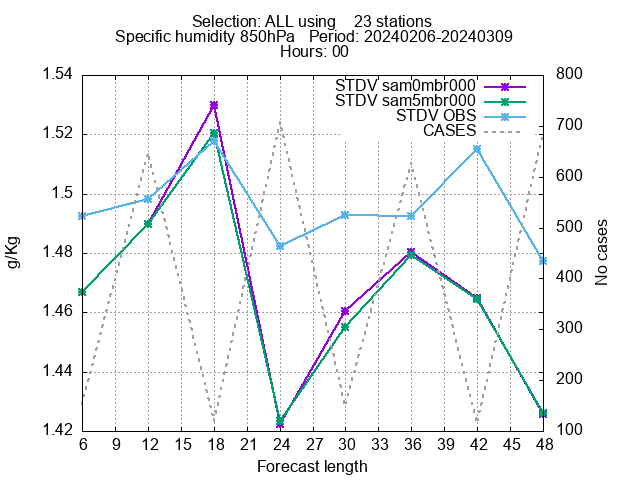 Selection: ALL using    23 stations
Specific humidity 850hPa   Period: 20240206-20240309
Hours: 00
1.54
1.52
1.5
1.48
1.46
1.44
1.42
g/Kg
STDV sam0mbr000
STDV sam5mbr000
STDV OBS
CASES
800
700
600
500
400
300
200
100
No cases
6 9 12 15 18 21 24 27 30 33 36 39 42 45 48
Forecast length